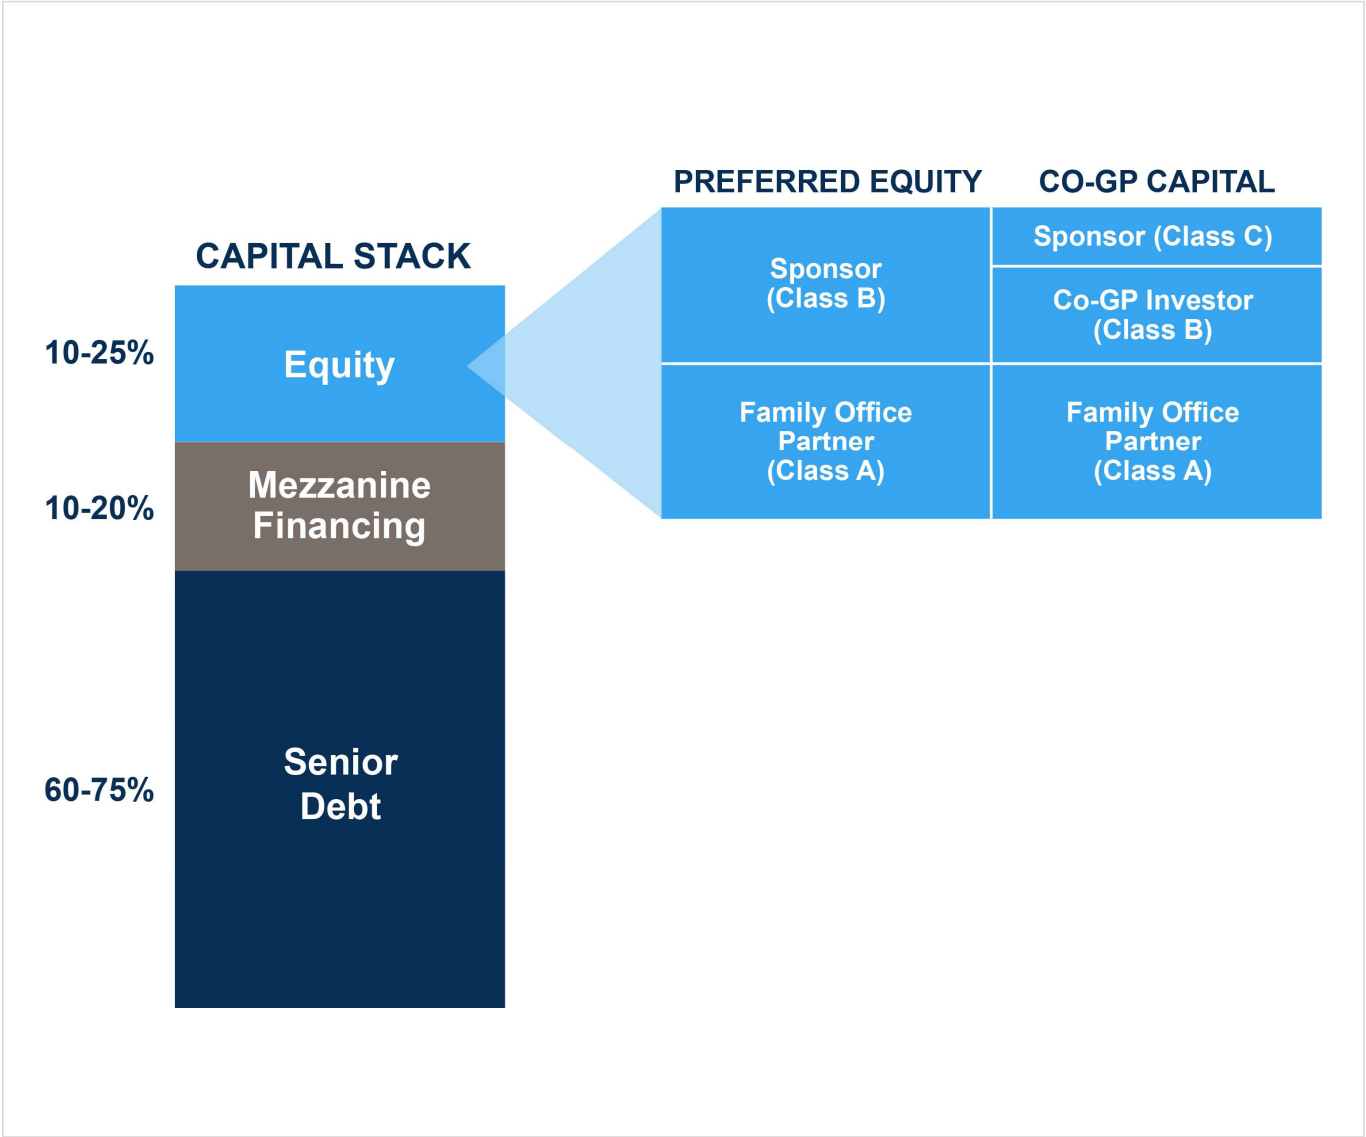 CAPITAL STACK
10-25%
Equity
10-20%
Mezzanine
Financing
60-75%
Senior
Debt
PREFERRED EQUITY
Sponsor
(Class B)
Family Office
Partner
(Class A)
CO-GP CAPITAL
Sponsor (Class C)
Co-GP Investor
(Class B)
Family Office
Partner
(Class A)